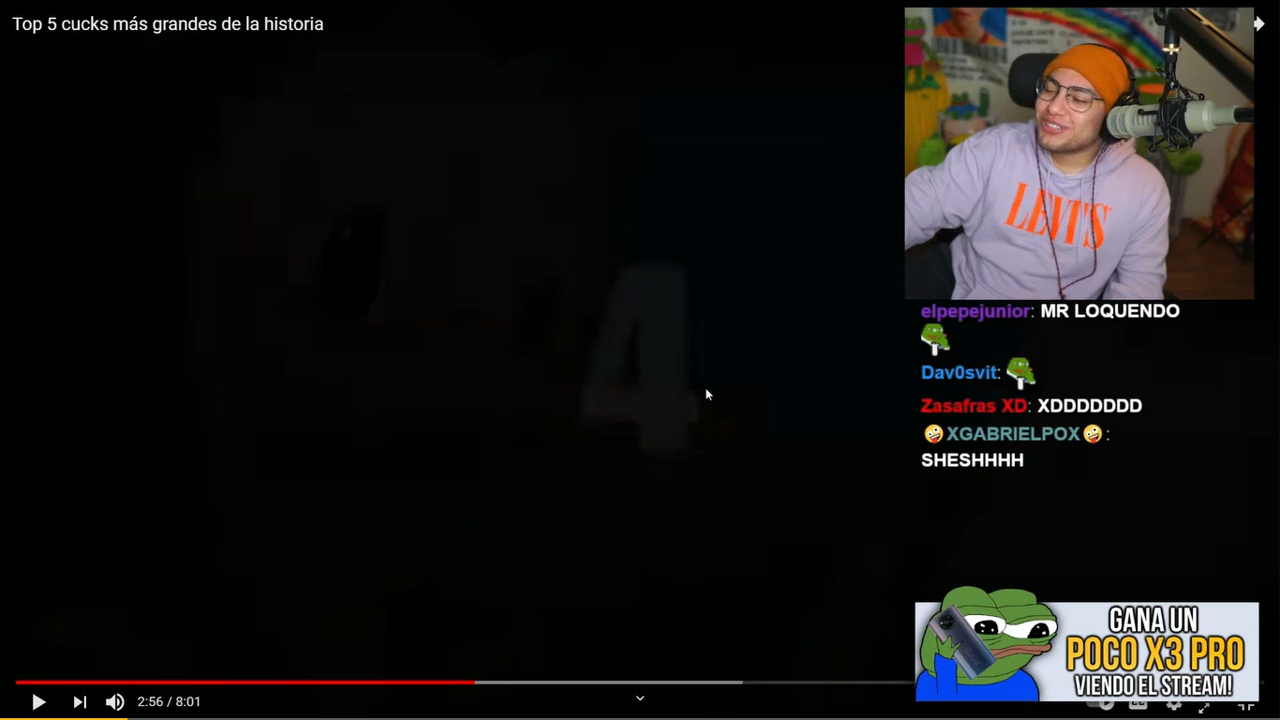 Top 5 cucks más grandes de la historia
LEVI'S
elpepejunior: MR LOQUENDO
Dav0svit:
Zasafras XD: XDDDDDDD
XGABRIELPOX:
SHESHHHH
4
GANA UN
POCO X3 PRO
VIENDO EL STREAM!
2:56 / 8:01